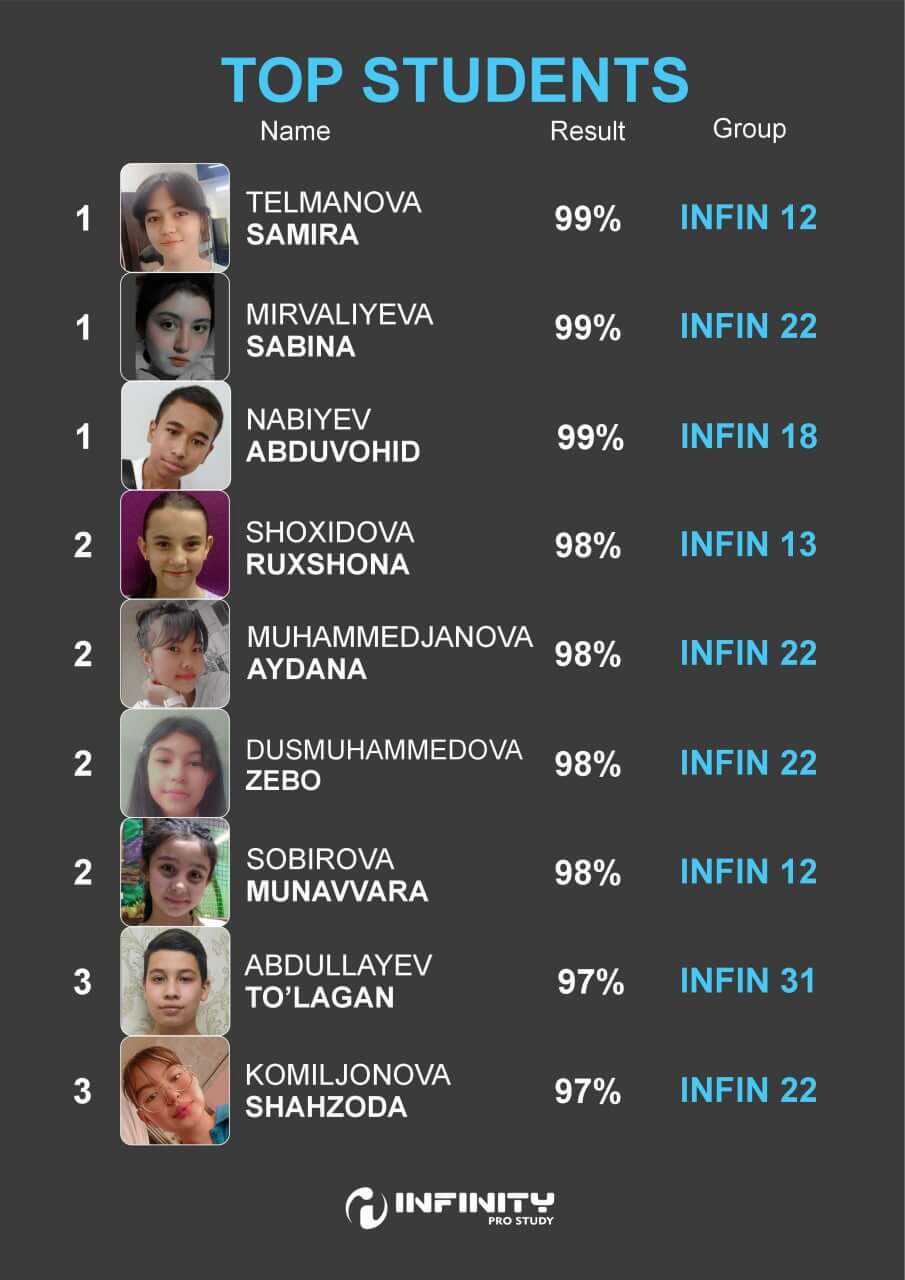 TOP STUDENTS
Name Result Group
1 TELMANOVA SAMIRA 99% INFIN 12
1 MIRVALIYEVA SABINA 99% INFIN 22
1 NABIYEV ABDUVOHID 99% INFIN 18
2 SHOXIDOVA RUXSHONA 98% INFIN 13
2 MUHAMMEDJANOVA AYDANA 98% INFIN 22
2 DUSMUHAMMEDOVA ZEBO 98% INFIN 22
2 SOBIROVA MUNAVVARA 98% INFIN 12
3 ABDULLAYEV TO’LAGAN 97% INFIN 31
3 KOMILJONOVA SHAHZODA 97% INFIN 22
INFINITY
PRO STUDY